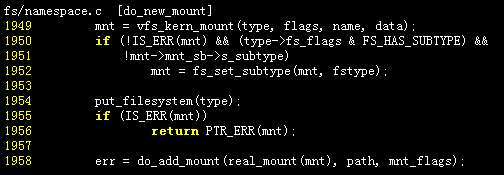 fs/namespace.c [do_new_mount]
1949 mnt = vfs_kern_mount(type, flags, name, data);
1950 if (!IS_ERR(mnt) && (type->fs_flags & FS_HAS_SUBTYPE) &&
1951 !mnt->mnt_sb->s_subtype)
1952 mnt = fs_set_subtype(mnt, fstype);
1953
1954 put_filesystem(type);
1955 if (IS_ERR(mnt))
1956 return PTR_ERR(mnt);
1957
1958 err = do_add_mount(real_mount(mnt), path, mnt_flags);